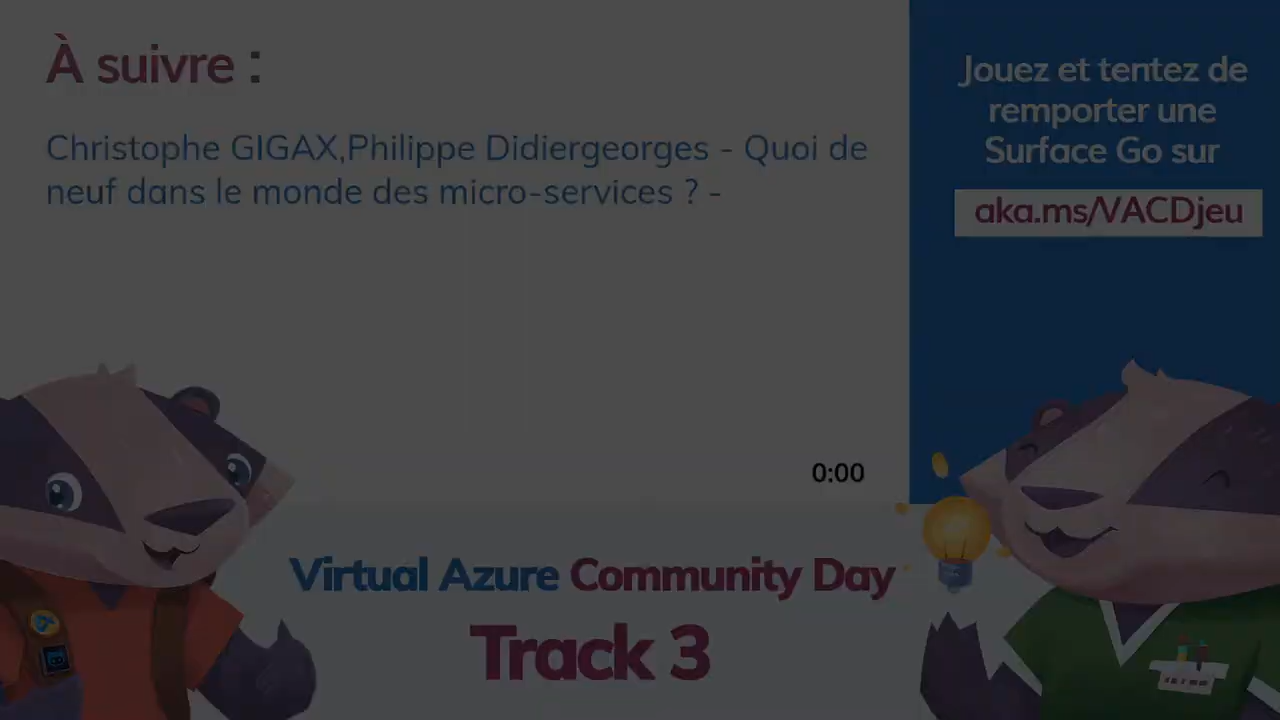 À suivre :
Christophe GIGAX,Philippe Didiergeorges - Quoi de
neuf dans le monde des micro-services ? -
0:00
Jouez et tentez de
remporter une
Surface Go sur
aka.ms/VACDjeu
Virtual Azure Community Day
Track 3